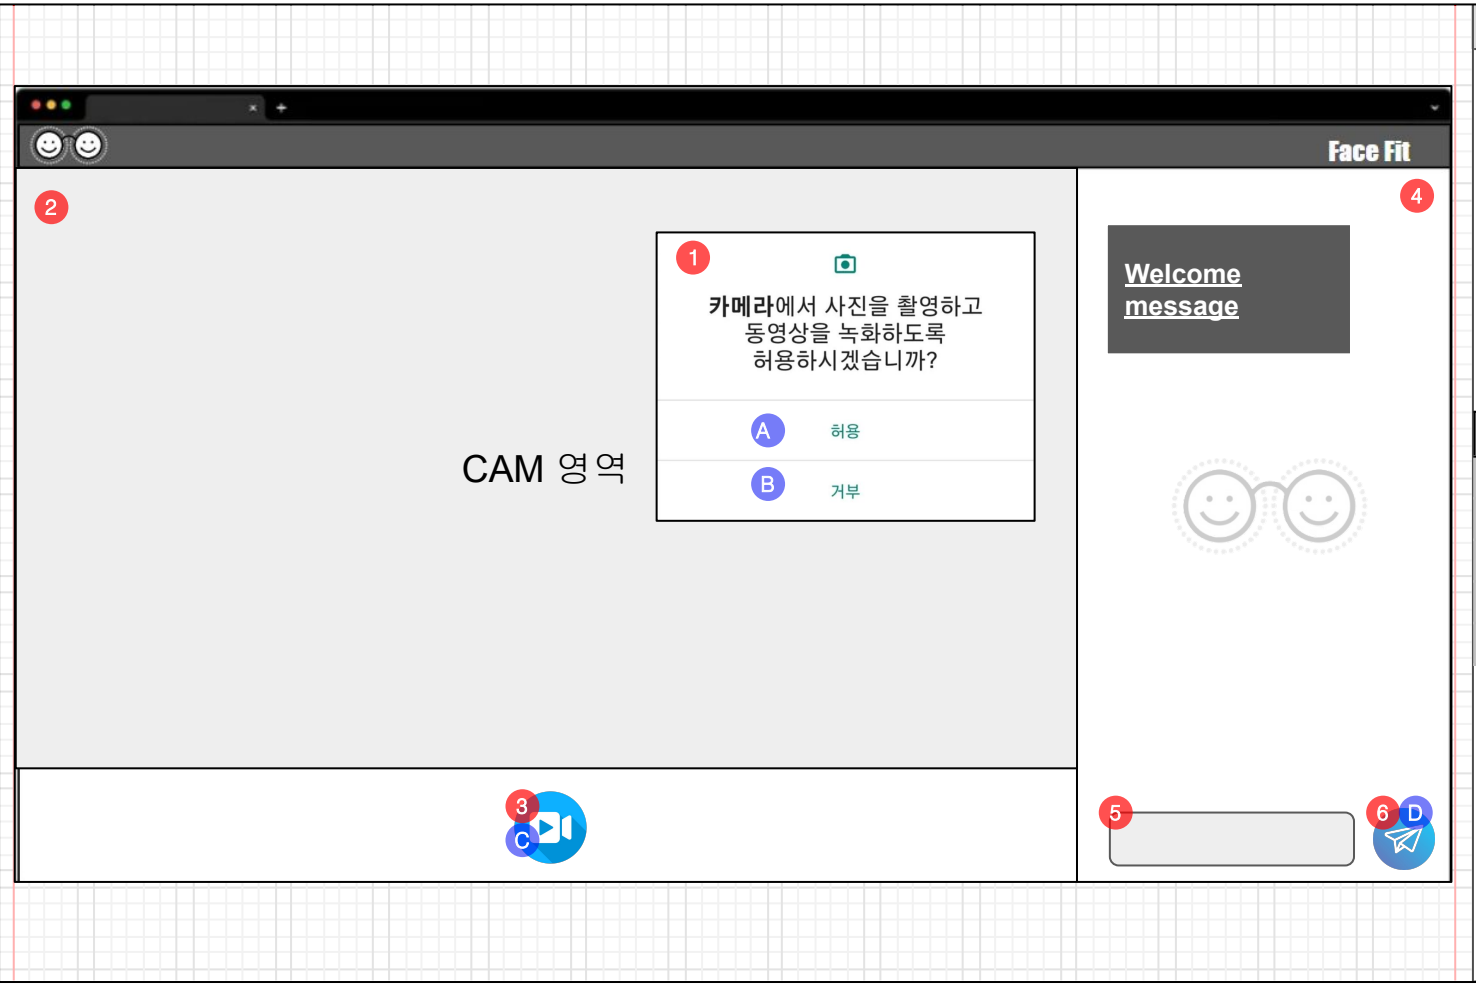 × +
Face Fit
2
4
1
카메라에서 사진을 촬영하고
동영상을 녹화하도록
허용하시겠습니까?
A 허용
B 거부
CAM 영역
Welcome
message
3
C
5
6 D